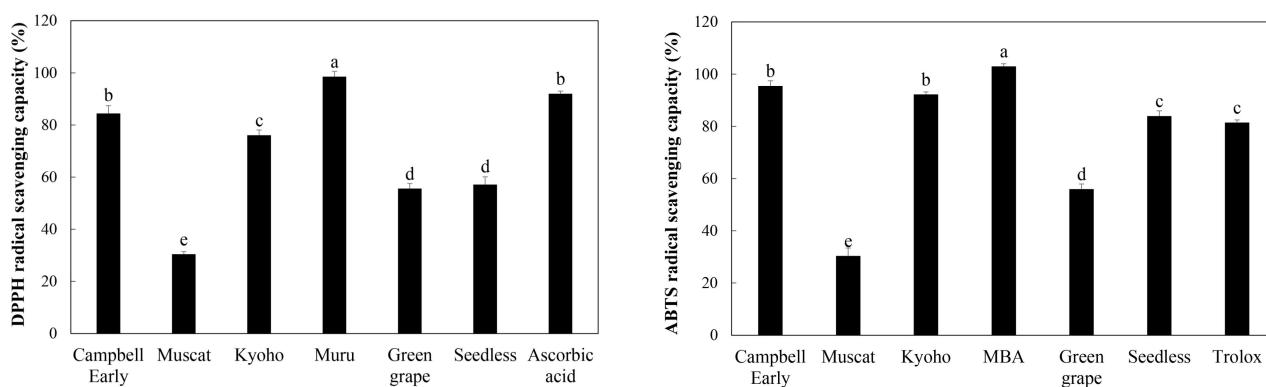 DPPH radical scavenging capacity (%)
120
100
80
60
40
20
0
b
e
c
a
d
d
b
Campbell
Early
Muscat
Kyoho
Muru
Green
grape
Seedless
Ascorbic
acid
ABTS radical scavenging capacity (%)
120
100
80
60
40
20
0
b
e
b
a
d
c
c
Campbell
Early
Muscat
Kyoho
MBA
Green
grape
Seedless
Trolox